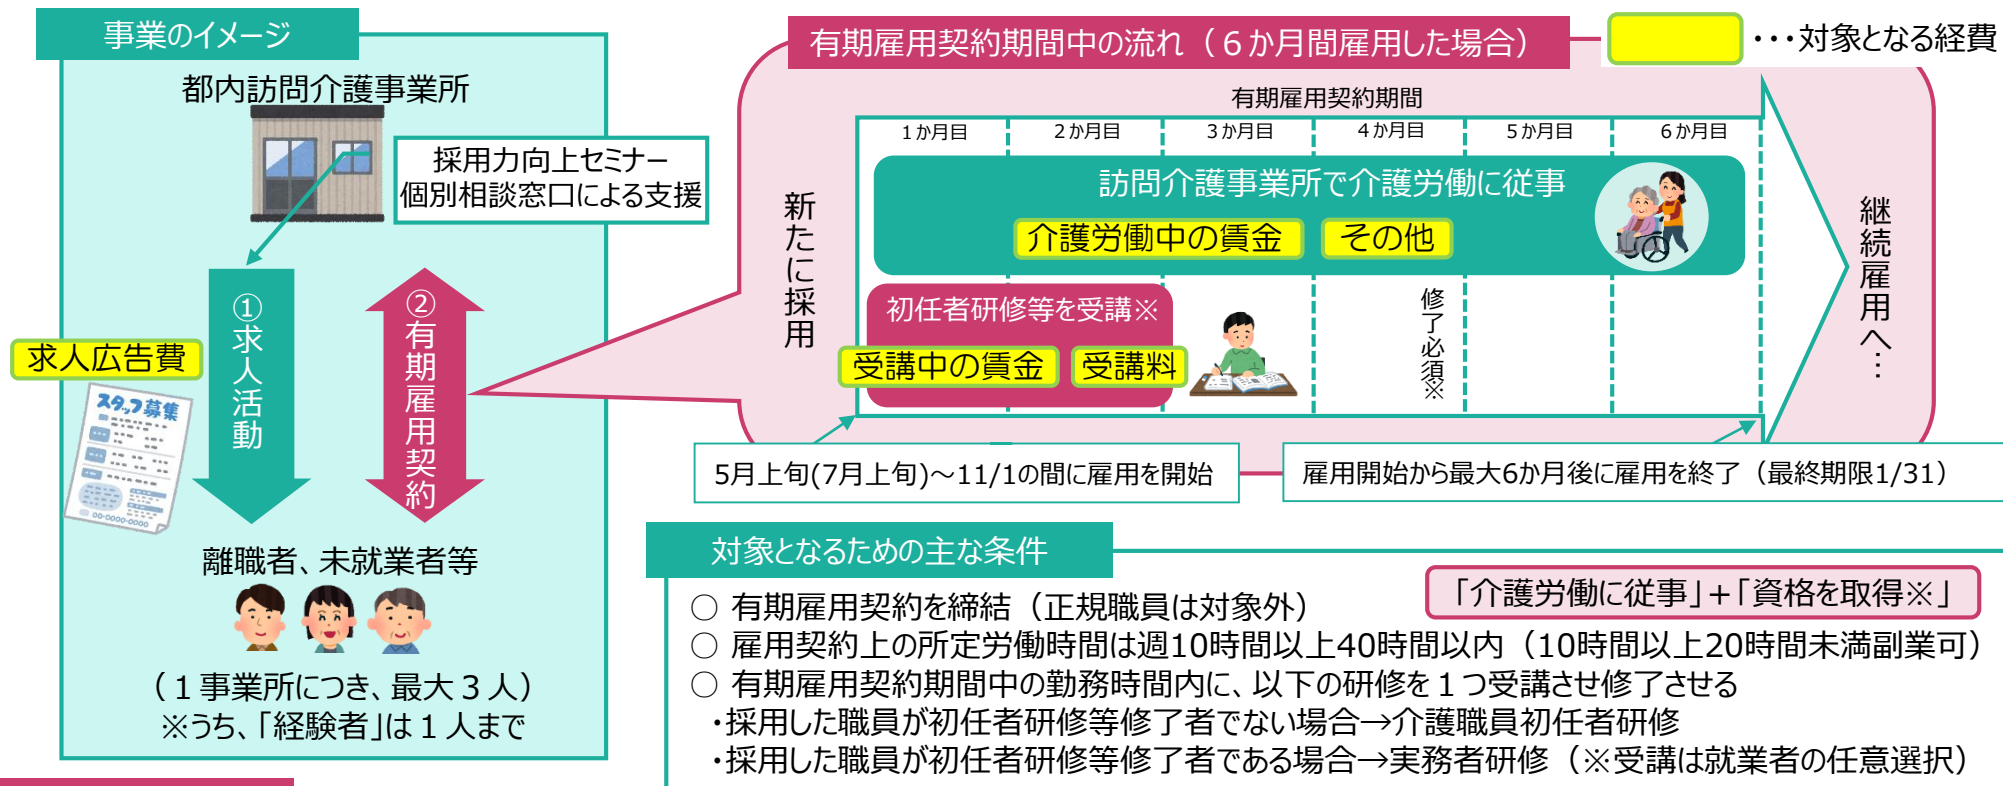 事業のイメージ
都内訪問介護事業所
採用力向上セミナー
個別相談窓口による支援
①求人活動
②有期雇用契約
求人広告費
スタッフ募集
00-0000-0000
離職者、未就業者等
（１事業所につき、最大３人）
※うち、「経験者」は１人まで
有期雇用契約期間中の流れ（６か月間雇用した場合）
・・・対象となる経費
有期雇用契約期間
1か月目
2か月目
3か月目
4か月目
5か月目
6か月目
新たに採用
訪問介護事業所で介護労働に従事
介護労働中の賃金
その他
初任者研修等を受講※
受講中の賃金
受講料
修了必須※
継続雇用へ…
5月上旬(7月上旬)～11/1の間に雇用を開始
雇用開始から最大6か月後に雇用を終了（最終期限1/31）
対象となるための主な条件
「介護労働に従事」＋「資格を取得※」
○ 有期雇用契約を締結（正規職員は対象外）
○ 雇用契約上の所定労働時間は週10時間以上40時間以内（10時間以上20時間未満副業可）
○ 有期雇用契約期間中の勤務時間内に、以下の研修を１つ受講させ修了させる
・採用した職員が初任者研修等修了者でない場合→介護職員初任者研修
・採用した職員が初任者研修等修了者である場合→実務者研修（※受講は就業者の任意選択）